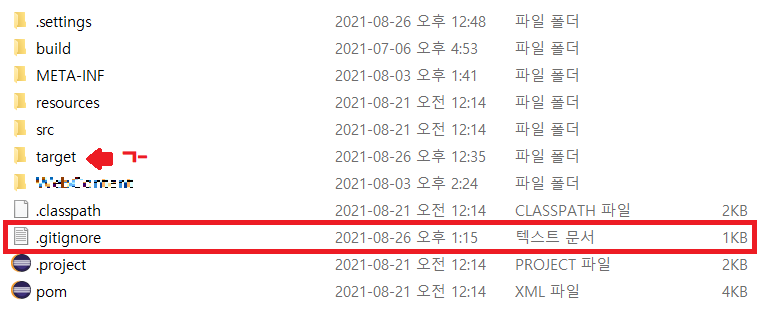 .settings 2021-08-26 오후 12:48 파일 폴더
build 2021-07-06 오후 4:53 파일 폴더
META-INF 2021-08-03 오후 1:41 파일 폴더
resources 2021-08-21 오전 12:14 파일 폴더
src 2021-08-21 오전 12:14 파일 폴더
target ㄱ- 2021-08-26 오후 12:35 파일 폴더
WebContent 2021-08-03 오후 2:24 파일 폴더
.classpath 2021-08-21 오전 12:14 CLASSPATH 파일 2KB
.gitignore 2021-08-26 오후 1:15 텍스트 문서 1KB
.project 2021-08-21 오전 12:14 PROJECT 파일 2KB
pom 2021-08-21 오전 12:14 XML 파일 4KB